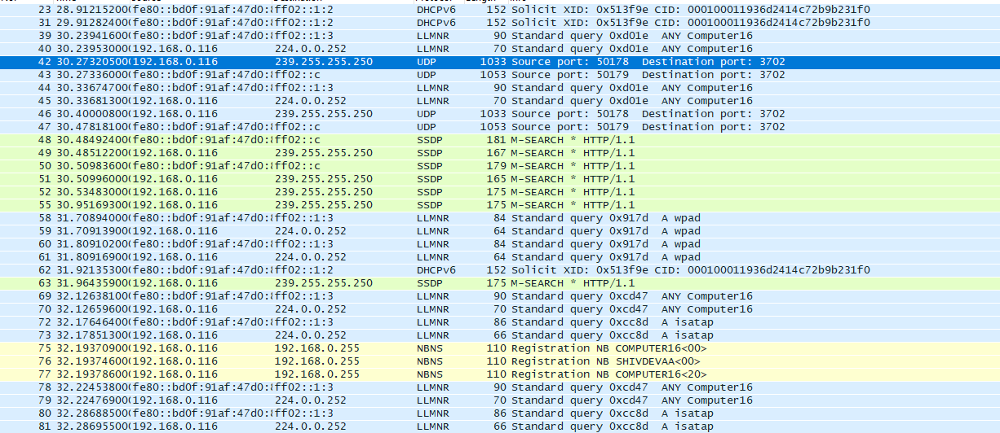 23 28.91215200(fe80::bd0f:91af:47d0:8ff02::1:2 DHCPv6 152 Solicit XID: 0x513f9e CID: 000100011936d2414c72b9b231f0
31 29.91282400(fe80::bd0f:91af:47d0:8ff02::1:2 DHCPv6 152 Solicit XID: 0x513f9e CID: 000100011936d2414c72b9b231f0
39 30.23941600(fe80::bd0f:91af:47d0:8ff02::1:3 LLMNR 90 Standard query 0xd01e ANY Computer16
40 30.23953000(192.168.0.116 224.0.0.252 LLMNR 70 Standard query 0xd01e ANY Computer16
42 30.27320500(192.168.0.116 239.255.255.250 UDP 1033 Source port: 50178 Destination port: 3702
43 30.27336000(fe80::bd0f:91af:47d0:8ff02::c UDP 1053 Source port: 50179 Destination port: 3702
44 30.33674700(fe80::bd0f:91af:47d0:8ff02::1:3 LLMNR 90 Standard query 0xd01e ANY Computer16
45 30.33681300(192.168.0.116 224.0.0.252 LLMNR 70 Standard query 0xd01e ANY Computer16
46 30.40000800(192.168.0.116 239.255.255.250 UDP 1033 Source port: 50178 Destination port: 3702
47 30.47818100(fe80::bd0f:91af:47d0:8ff02::c UDP 1053 Source port: 50179 Destination port: 3702
48 30.48492400(fe80::bd0f:91af:47d0:8ff02::c SSDP 181 M-SEARCH * HTTP/1.1
49 30.48512200(192.168.0.116 239.255.255.250 SSDP 167 M-SEARCH * HTTP/1.1
50 30.50983600(fe80::bd0f:91af:47d0:8ff02::c SSDP 179 M-SEARCH * HTTP/1.1
51 30.50996000(192.168.0.116 239.255.255.250 SSDP 165 M-SEARCH * HTTP/1.1
52 30.53483000(192.168.0.116 239.255.255.250 SSDP 175 M-SEARCH * HTTP/1.1
55 30.95169300(192.168.0.116 239.255.255.250 SSDP 175 M-SEARCH * HTTP/1.1
58 31.70894000(fe80::bd0f:91af:47d0:8ff02::1:3 LLMNR 84 Standard query 0x917d A wpad
59 31.70913900(192.168.0.116 224.0.0.252 LLMNR 64 Standard query 0x917d A wpad
60 31.80910200(fe80::bd0f:91af:47d0:8ff02::1:3 LLMNR 84 Standard query 0x917d A wpad
61 31.80916900(192.168.0.116 224.0.0.252 LLMNR 64 Standard query 0x917d A wpad
62 31.92135300(fe80::bd0f:91af:47d0:8ff02::1:2 DHCPv6 152 Solicit XID: 0x513f9e CID: 000100011936d2414c72b9b231f0
63 31.96435900(192.168.0.116 239.255.255.250 SSDP 175 M-SEARCH * HTTP/1.1
69 32.12638100(fe80::bd0f:91af:47d0:8ff02::1:3 LLMNR 90 Standard query 0xcd47 ANY Computer16
70 32.12659600(192.168.0.116 224.0.0.252 LLMNR 70 Standard query 0xcd47 ANY Computer16
72 32.17646400(fe80::bd0f:91af:47d0:8ff02::1:3 LLMNR 86 Standard query 0xcc8d A isatap
73 32.17851300(192.168.0.116 224.0.0.252 LLMNR 66 Standard query 0xcc8d A isatap
75 32.19370900(192.168.0.116 192.168.0.255 NBNS 110 Registration NB COMPUTER16<00>
76 32.19374600(192.168.0.116 192.168.0.255 NBNS 110 Registration NB SHIVDEVAA<00>
77 32.19378600(192.168.0.116 192.168.0.255 NBNS 110 Registration NB COMPUTER16<20>
78 32.22453800(fe80::bd0f:91af:47d0:8ff02::1:3 LLMNR 90 Standard query 0xcd47 ANY Computer16
79 32.22476900(192.168.0.116 224.0.0.252 LLMNR 70 Standard query 0xcd47 ANY Computer16
80 32.28688500(fe80::bd0f:91af:47d0:8ff02::1:3 LLMNR 86 Standard query 0xcc8d A isatap
81 32.28695500(192.168.0.116 224.0.0.252 LLMNR 66 Standard query 0xcc8d A isatap